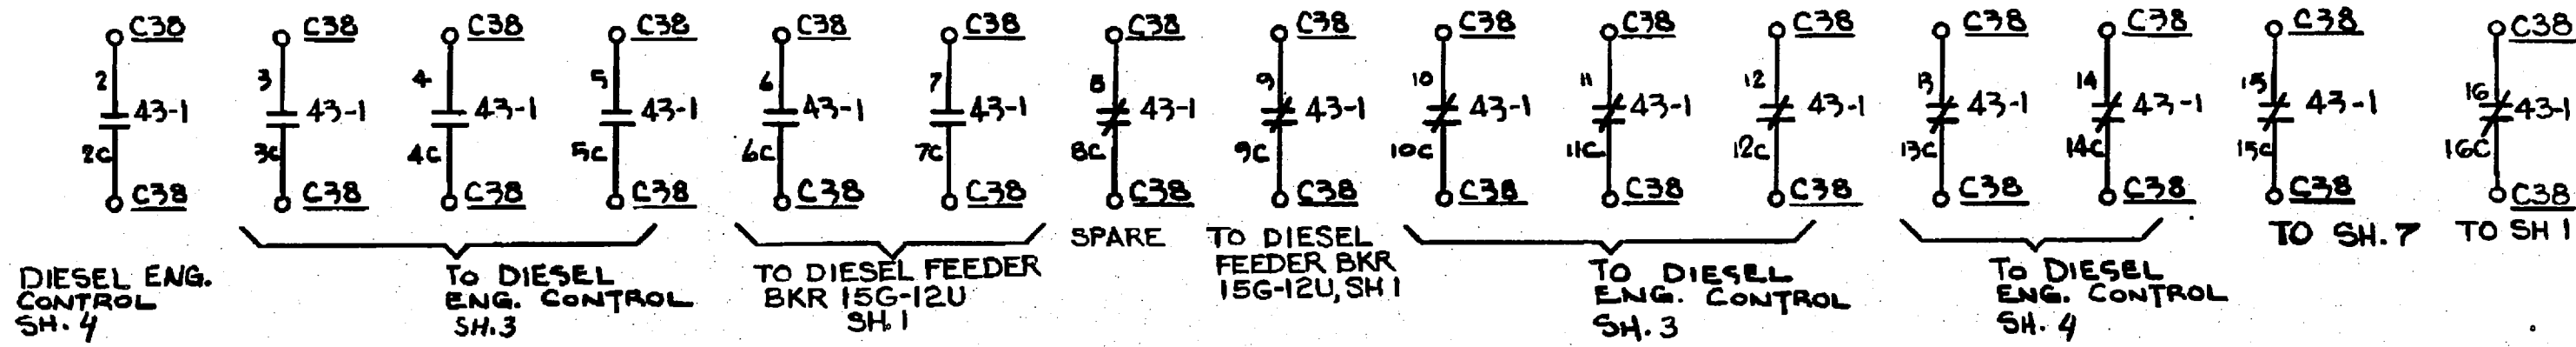 C38 C38 C38 C38 C38 C38 C38 C38 C38 C38 C38 C38 C38 C38 C38
2 3 4 5 6 7 8 9 10 11 12 13 14 15 16
43-1 43-1 43-1 43-1 43-1 43-1 43-1 43-1 43-1 43-1 43-1 43-1 43-1 43-1 43-1
2C 3C 4C 5C 6C 7C 8C 9C 10C 11C 12C 13C 14C 15C 16C
C38 C38 C38 C38 C38 C38 C38 C38 C38 C38 C38 C38 C38 C38 C38
DIESEL ENG.
CONTROL
SH. 4
TO DIESEL
ENG. CONTROL
SH. 3
TO DIESEL FEEDER
BKR 15G-12U
SH. 1
SPARE
TO DIESEL
FEEDER BKR
15G-12U, SH 1
TO DIESEL
ENG. CONTROL
SH. 3
TO DIESEL
ENG. CONTROL
SH. 4
TO SH. 7
TO SH 1